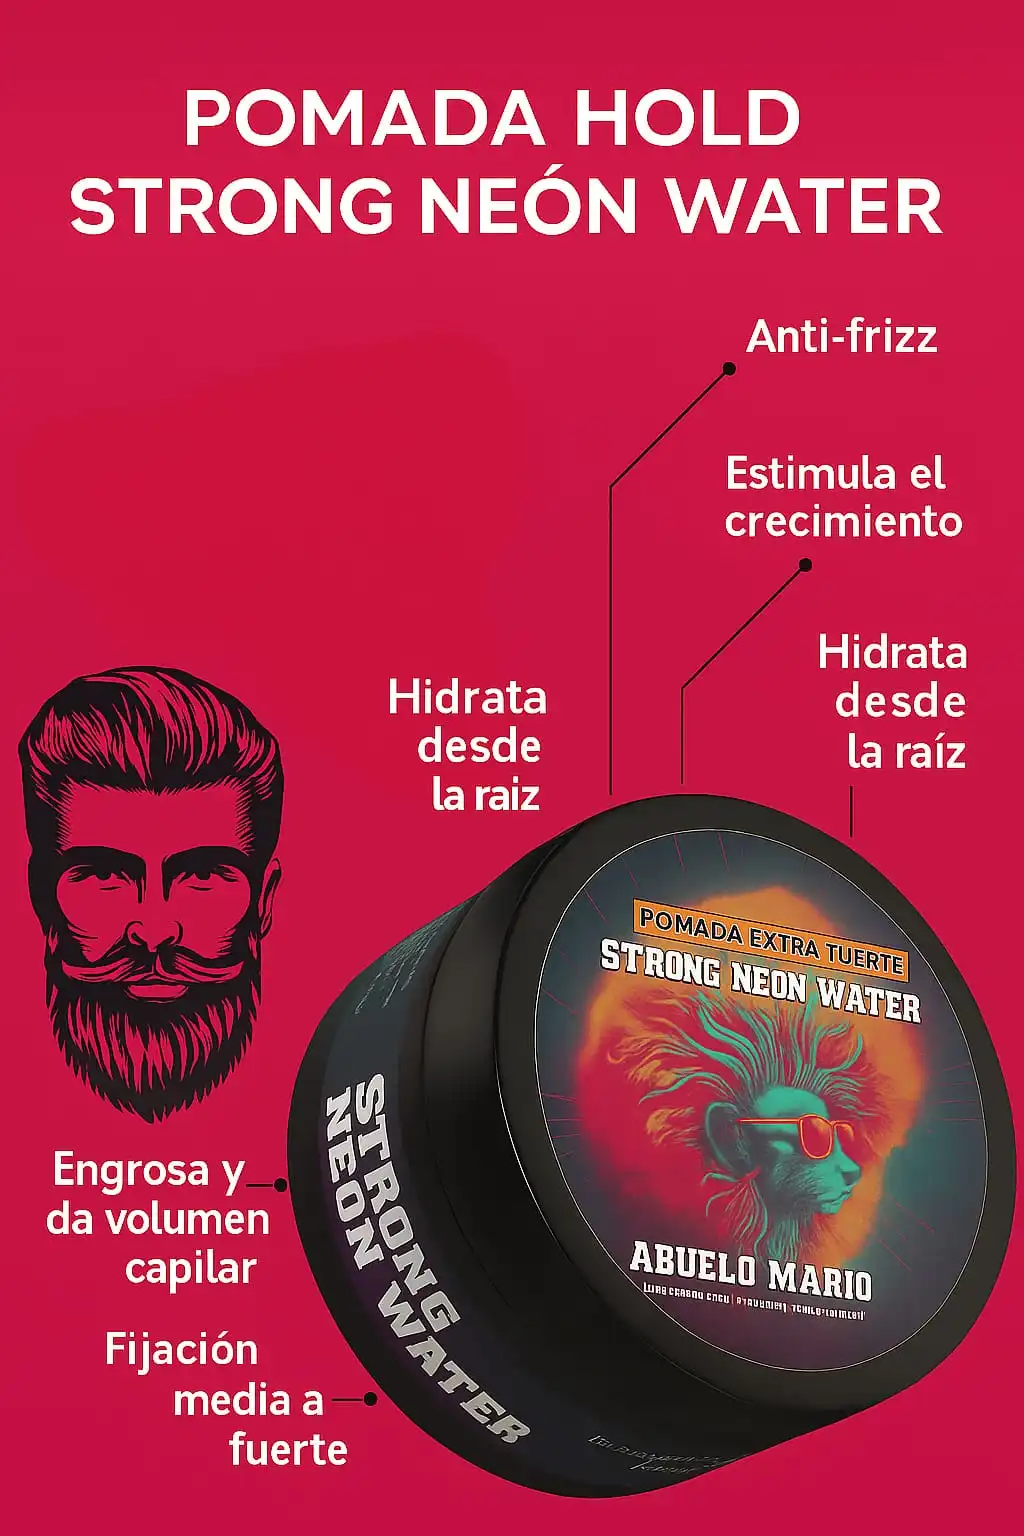 POMADA HOLD
STRONG NEÓN WATER
Anti-frizz
Estimula el
crecimiento
Hidrata
desde
la raíz
Hidrata
desde
la raiz
POMADA EXTRA TUERTE
STRONG NEON WATER
ABUELO MARIO
STRONG
NEON WATER
Engrosa y
da volumen
capilar
Fijación
media a
fuerte